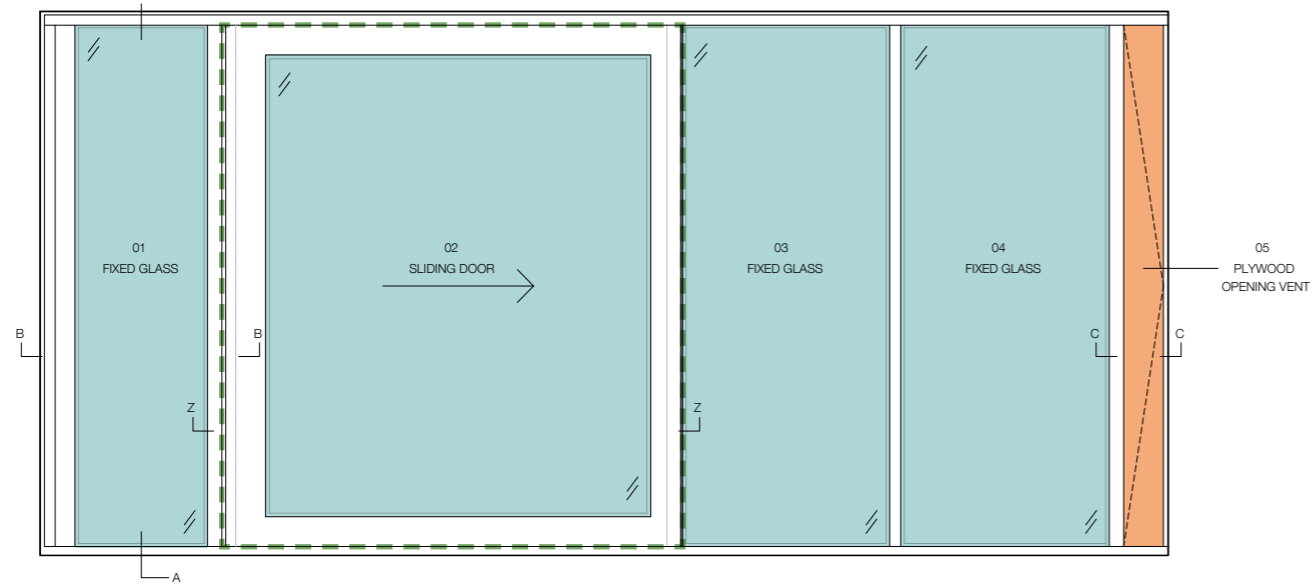 01
FIXED GLASS
02
SLIDING DOOR
03
FIXED GLASS
04
FIXED GLASS
05
PLYWOOD
OPENING VENT
B
B
C
C
Z
Z
A